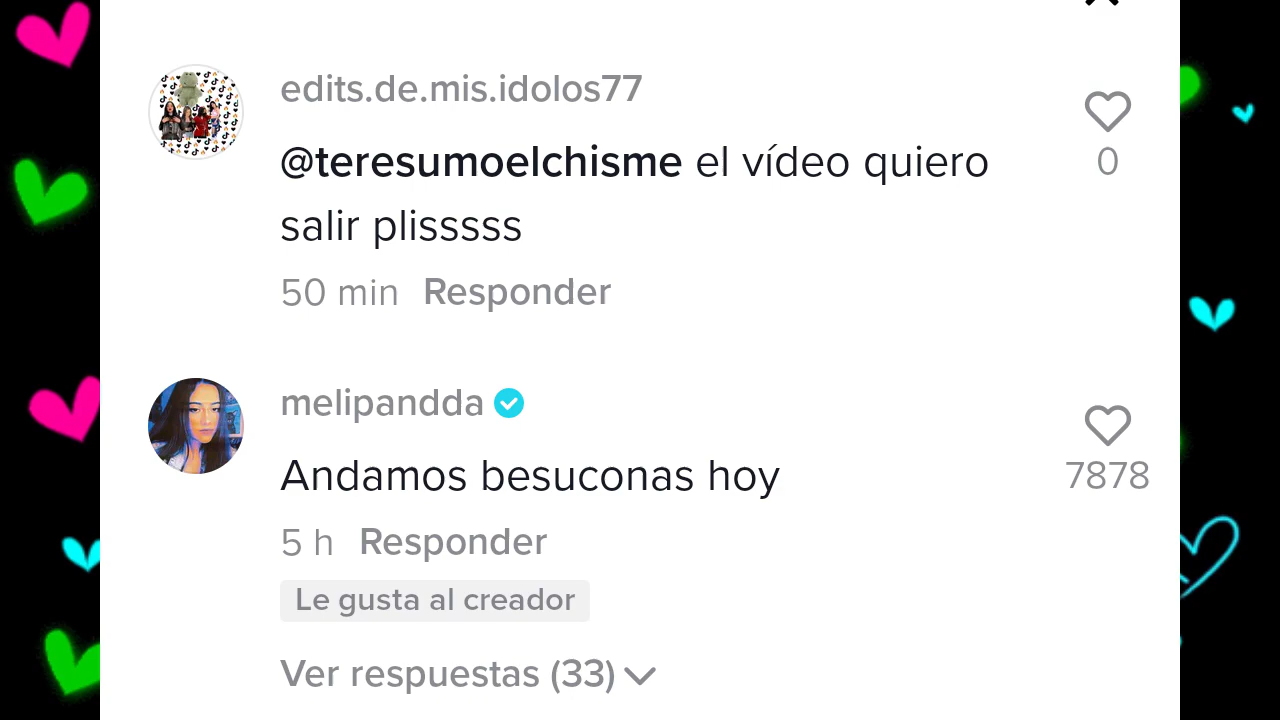 edits.de.mis.idolos77
@teresumoelchisme el vídeo quiero
salir plisssss
0
50 min Responder
melipandda
Andamos besuconas hoy
7878
5 h Responder
Le gusta al creador
Ver respuestas (33)